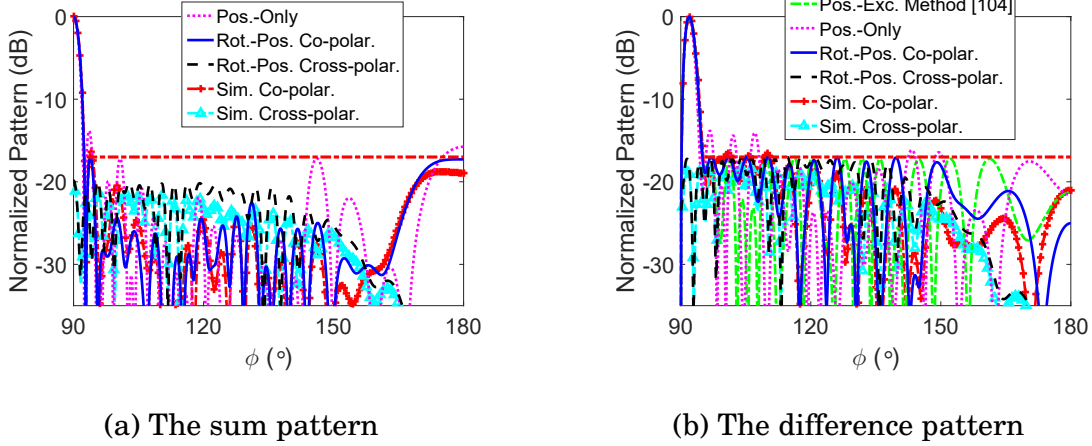 Normalized Pattern (dB)
0
-10
-20
-30
90
120
150
180
ϕ (°)
Pos.-Only
Rot.-Pos. Co-polar.
Rot.-Pos. Cross-polar.
Sim. Co-polar.
Sim. Cross-polar.
(a) The sum pattern
Normalized Pattern (dB)
0
-10
-20
-30
90
120
150
180
ϕ (°)
Pos.-Exc. Method [104]
Pos.-Only
Rot.-Pos. Co-polar.
Rot.-Pos. Cross-polar.
Sim. Co-polar.
Sim. Cross-polar.
(b) The difference pattern